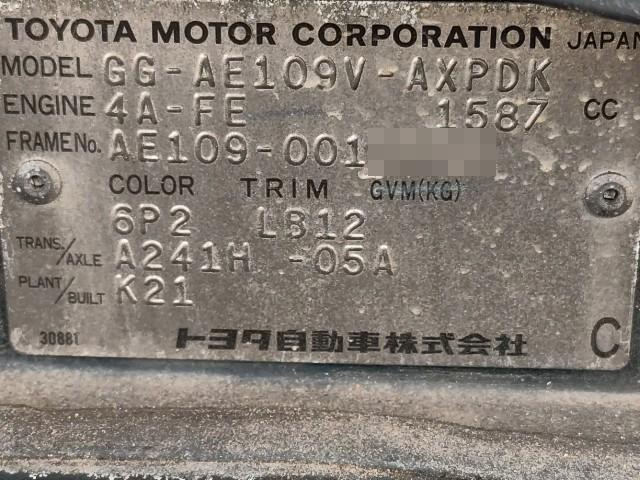 TOYOTA MOTOR CORPORATION JAPAN
MODEL GG-AE109V-AXPDK
ENGINE 4A-FE 1587 CC
FRAME No. AE109-001
COLOR TRIM GVM(KG)
6P2 LB12
TRANS./AXLE A241H -05A
PLANT/BUILT K21
30881 トヨタ自動車株式会社 C